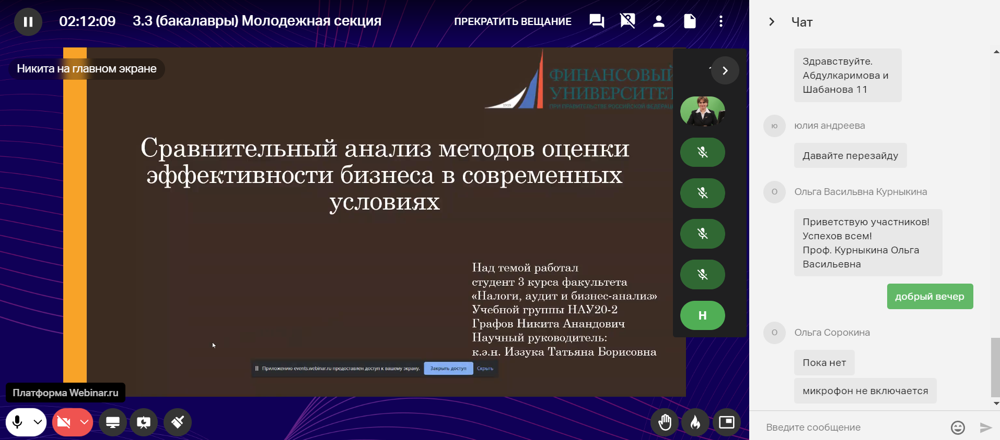 02:12:09
3.3 (бакалавры) Молодежная секция
ПРЕКРАТИТЬ ВЕЩАНИЕ
Никита на главном экране
1919
ФИНАНСОВЫЙ
УНИВЕРСИТЕТ
ПРИ ПРАВИТЕЛЬСТВЕ РОССИЙСКОЙ
Сравнительный анализ методов оценки
эффективности бизнеса в современных
условиях
Над темой работал
студент 3 курса факультета
«Налоги, аудит и бизнес-анализ»
Учебной группы НАУ20-2
Графов Никита Анандович
Научный руководитель:
к.э.н. Иззука Татьяна Борисовна
Приложению events.webinar.ru предоставлен доступ к вашему экрану.
Закрыть доступ
Скрыть
Платформа Webinar.ru
Н
Чат
Здравствуйте.
Абдулкаримова и
Шабанова 11
ю
юлия андреева
Давайте перезайду
О
Ольга Васильвна Курныкина
Приветствую участников!
Успехов всем!
Проф. Курныкина Ольга
Васильевна
добрый вечер
О
Ольга Сорокина
Пока нет
микрофон не включается
Введите сообщение